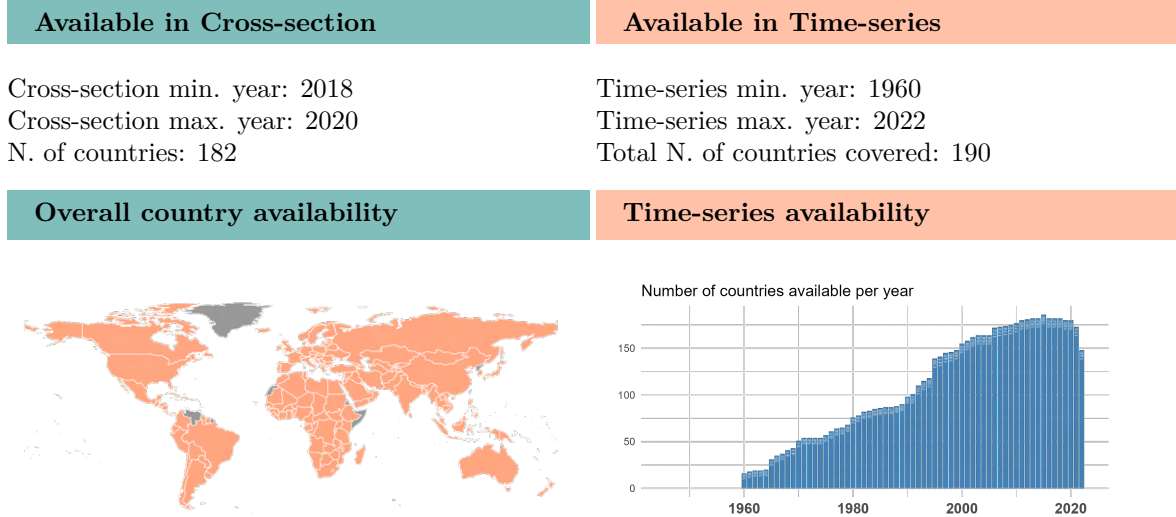 Available in Cross-section
Available in Time-series
Cross-section min. year: 2018
Cross-section max. year: 2020
N. of countries: 182
Time-series min. year: 1960
Time-series max. year: 2022
Total N. of countries covered: 190
Overall country availability
Time-series availability
Number of countries available per year
150
100
50
0
1960 1980 2000 2020